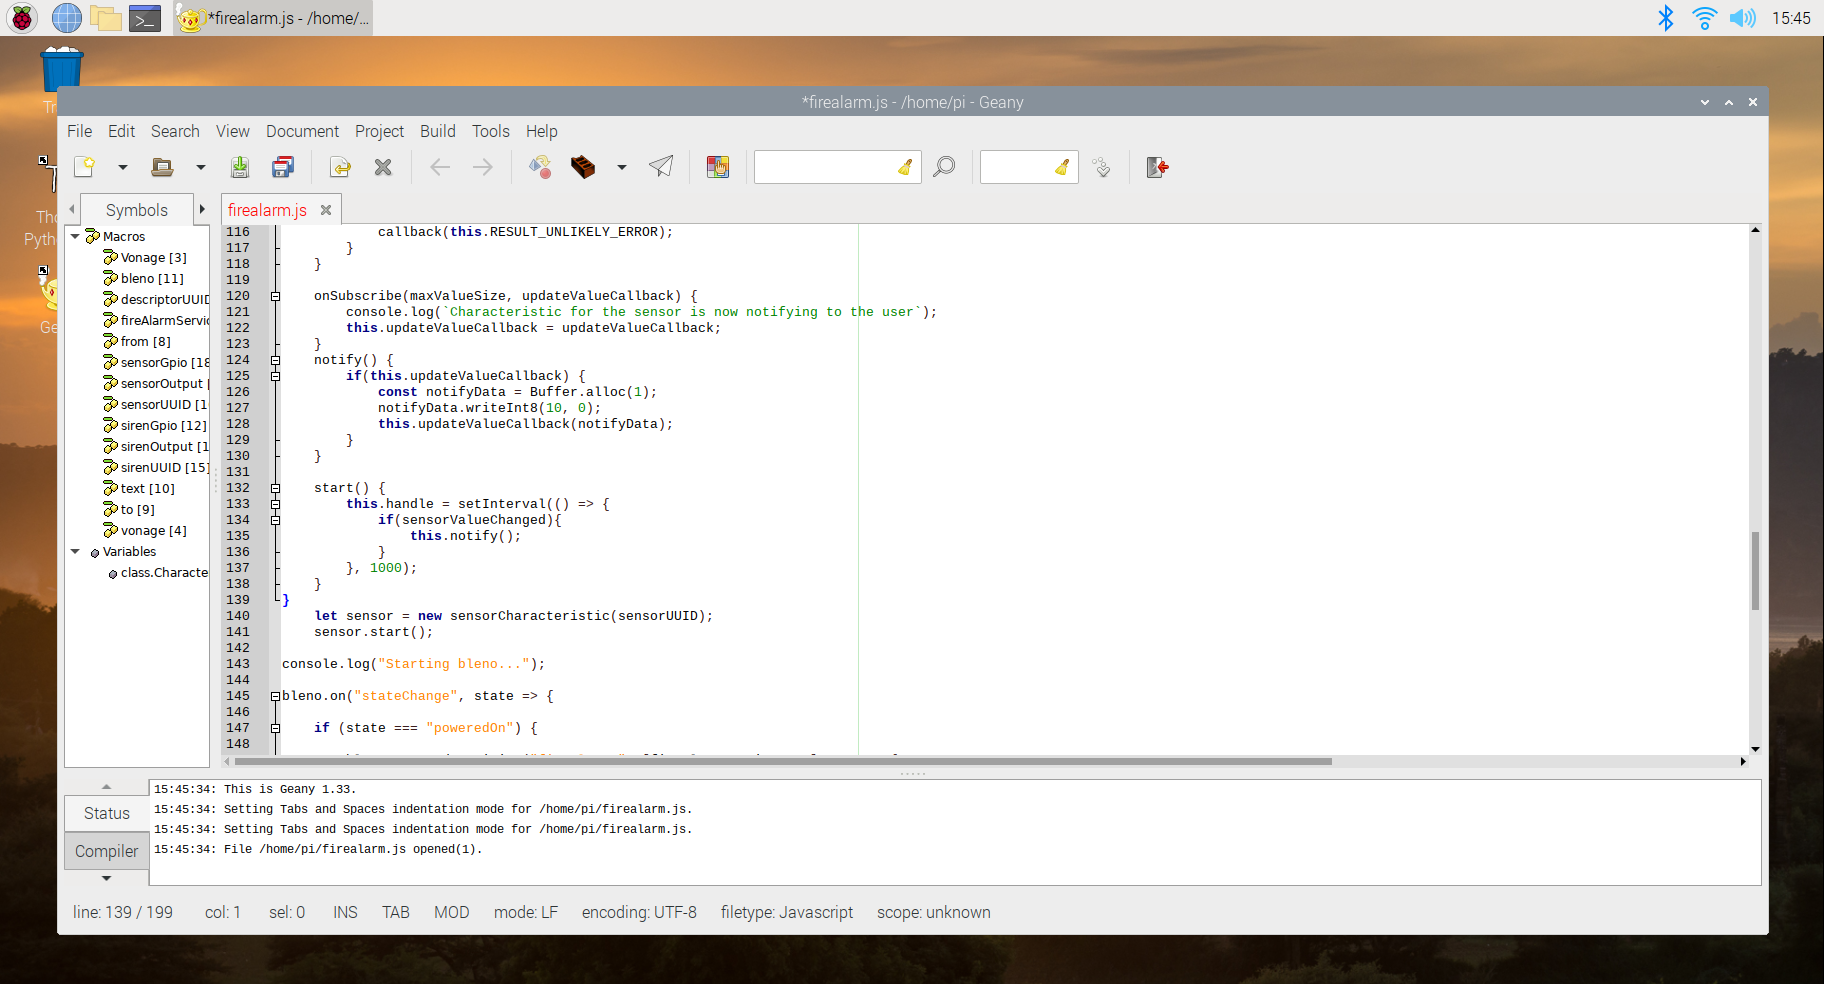 *firealarm.js - /home/...
15:45
*firealarm.js - /home/pi - Geany
File Edit Search View Document Project Build Tools Help
Symbols
firealarm.js
Macros
Vonage [3]
bleno [11]
descriptorUUID
fireAlarmServic
from [8]
sensorGpio [18
sensorOutput [
sensorUUID [1
sirenGpio [12]
sirenOutput [1
sirenUUID [15]
text [10]
to [9]
vonage [4]
Variables
class.Characte
116 callback(this.RESULT_UNLIKELY_ERROR);
117 }
118 }
119
120 onSubscribe(maxValueSize, updateValueCallback) {
121 console.log(`Characteristic for the sensor is now notifying to the user`);
122 this.updateValueCallback = updateValueCallback;
123 }
124 notify() {
125 if(this.updateValueCallback) {
126 const notifyData = Buffer.alloc(1);
127 notifyData.writeInt8(10, 0);
128 this.updateValueCallback(notifyData);
129 }
130 }
131
132 start() {
133 this.handle = setInterval(() => {
134 if(sensorValueChanged){
135 this.notify();
136 }
137 }, 1000);
138 }
139 }
140 let sensor = new sensorCharacteristic(sensorUUID);
141 sensor.start();
142
143 console.log("Starting bleno...");
144
145 bleno.on("stateChange", state => {
146
147 if (state === "poweredOn") {
148
Status
Compiler
15:45:34: This is Geany 1.33.
15:45:34: Setting Tabs and Spaces indentation mode for /home/pi/firealarm.js.
15:45:34: Setting Tabs and Spaces indentation mode for /home/pi/firealarm.js.
15:45:34: File /home/pi/firealarm.js opened(1).
line: 139 / 199 col: 1 sel: 0 INS TAB MOD mode: LF encoding: UTF-8 filetype: Javascript scope: unknown